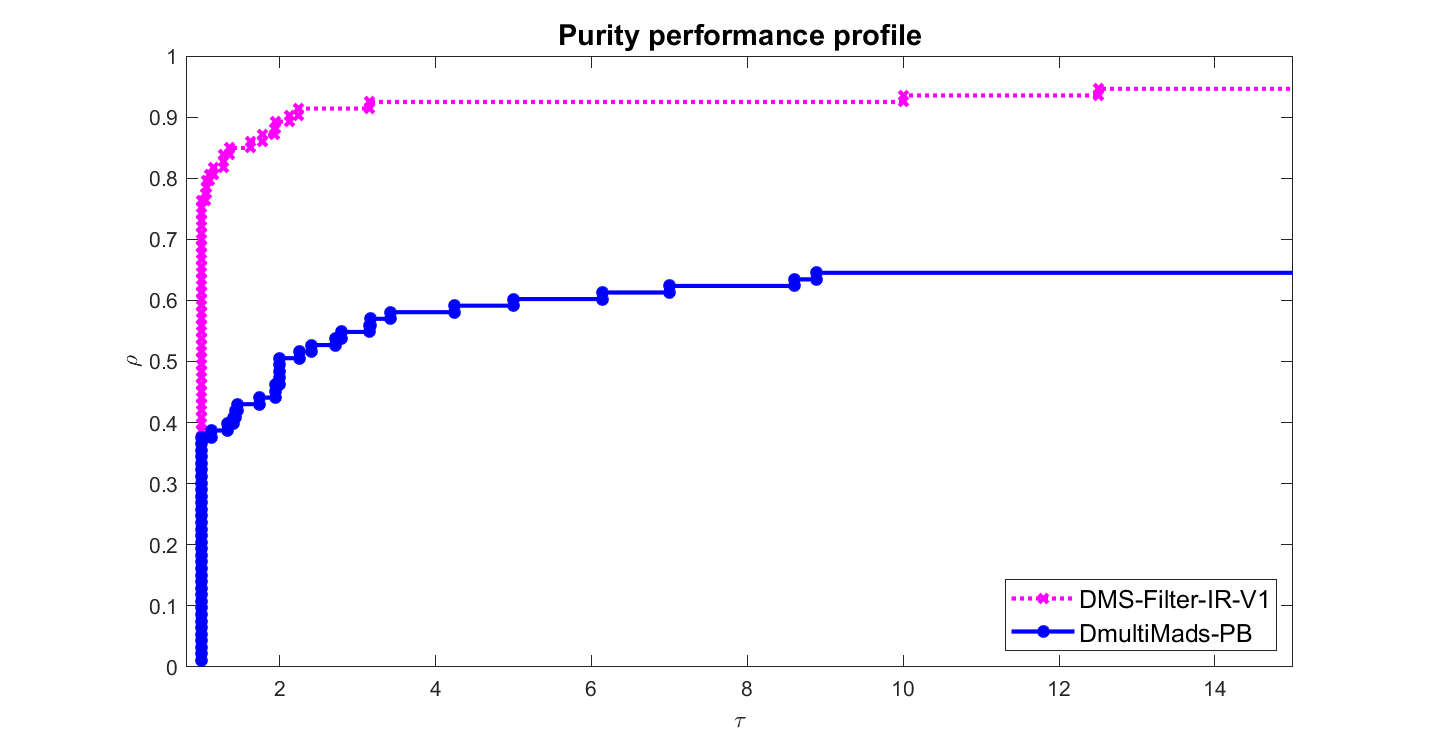 Purity performance profile
1
0.9
0.8
0.7
0.6
0.5
0.4
0.3
0.2
0.1
0
ρ
2 4 6 8 10 12 14
τ
DMS-Filter-IR-V1
DmultiMads-PB